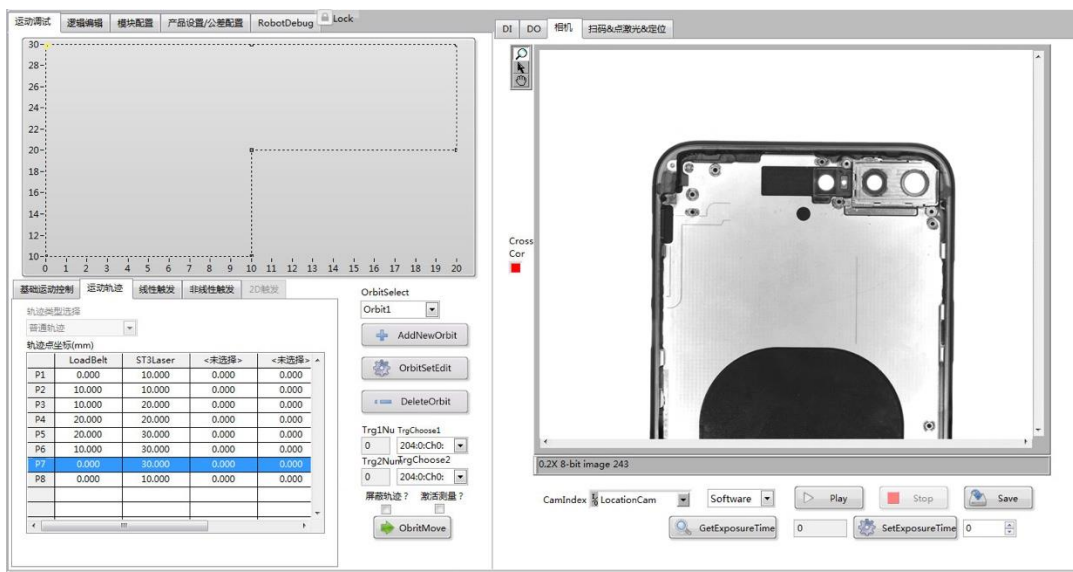 运动调试 逻辑编辑 模块配置 产品设置/公差配置 RobotDebug Lock
30
28
26
24
22
20
18
16
14
12
10
0 1 2 3 4 5 6 7 8 9 10 11 12 13 14 15 16 17 18 19 20
基础运动控制 运动轨迹 线性触发 非线性触发 2D触发
轨迹类型选择
普通轨迹
轨迹点坐标(mm)
LoadBelt ST3Laser <未选择> <未选择>
P1 0.000 10.000 0.000 0.000
P2 10.000 10.000 0.000 0.000
P3 10.000 20.000 0.000 0.000
P4 20.000 20.000 0.000 0.000
P5 20.000 30.000 0.000 0.000
P6 10.000 30.000 0.000 0.000
P7 0.000 30.000 0.000 0.000
P8 0.000 10.000 0.000 0.000
OrbitSelect
Orbit1
AddNewOrbit
OrbitSetEdit
DeleteOrbit
Trg1Nu TrgChoose1
0 204:0:Ch0:
Trg2Num TrgChoose2
0 204:0:Ch0:
屏蔽轨迹？ 激活测量？
ObritMove
DI DO 相机 扫码&点激光&定位
Cross
Cor
0.2X 8-bit image 243
CamIndex LocationCam Software Play Stop Save
GetExposureTime 0 SetExposureTime 0